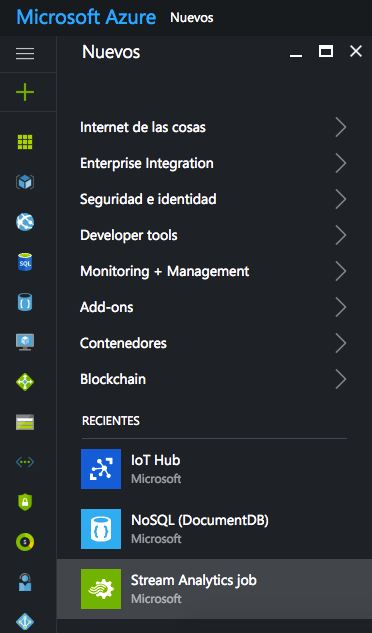 Microsoft Azure Nuevos
Nuevos
Internet de las cosas
Enterprise Integration
Seguridad e identidad
Developer tools
Monitoring + Management
Add-ons
Contenedores
Blockchain
RECIENTES
IoT Hub
Microsoft
SQL
NoSQL (DocumentDB)
Microsoft
Stream Analytics job
Microsoft